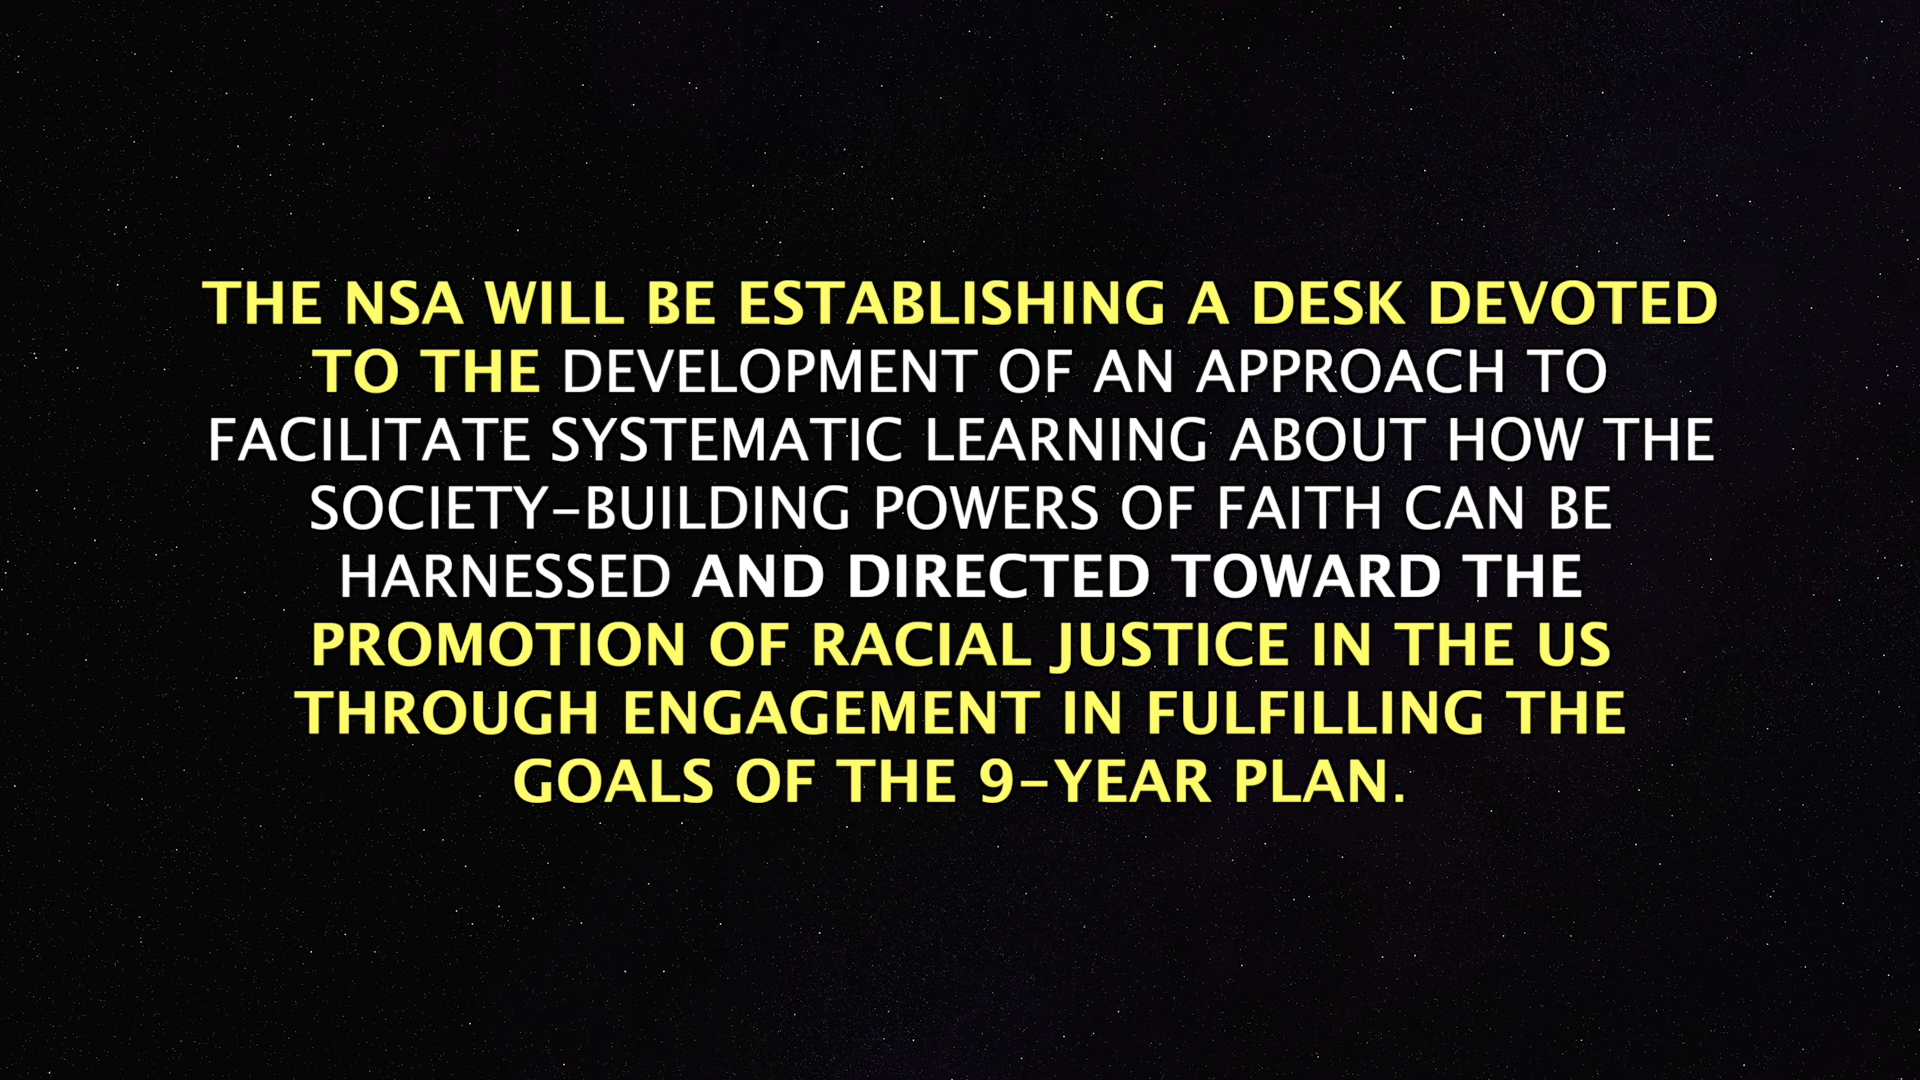 THE NSA WILL BE ESTABLISHING A DESK DEVOTED
TO THE DEVELOPMENT OF AN APPROACH TO
FACILITATE SYSTEMATIC LEARNING ABOUT HOW THE
SOCIETY–BUILDING POWERS OF FAITH CAN BE
HARNESSED AND DIRECTED TOWARD THE
PROMOTION OF RACIAL JUSTICE IN THE US
THROUGH ENGAGEMENT IN FULFILLING THE
GOALS OF THE 9–YEAR PLAN.